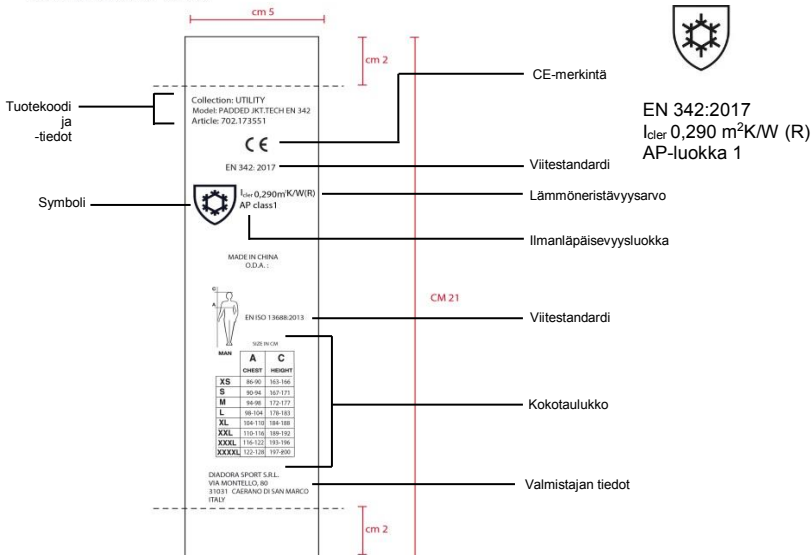 cm 5
cm 2
Tuotekoodi
ja
-tiedot
Collection: UTILITY
Model: PADDED JKT.TECH EN 342
Article: 702.173551
CE
CE-merkintä
EN 342: 2017
Viitestandardi
Symboli
Icler 0,290m²K/W(R)
AP class1
Lämmöneristävyysarvo
Ilmanläpäisevyysluokka
EN 342:2017
Icler 0,290 m²K/W (R)
AP-luokka 1
MADE IN CHINA
O.D.A. :
CM 21
C
A
EN ISO 13688:2013
Viitestandardi
MAN
SIZE IN CM
A C
CHEST HEIGHT
XS 86-90 163-166
S 90-94 167-171
M 94-98 172-177
L 98-104 178-183
XL 104-110 184-188
XXL 110-116 189-192
XXXL 116-122 193-196
XXXXL 122-128 197-200
Kokotaulukko
DIADORA SPORT S.R.L.
VIA MONTELLO, 80
31031 CAERANO DI SAN MARCO
ITALY
Valmistajan tiedot
cm 2